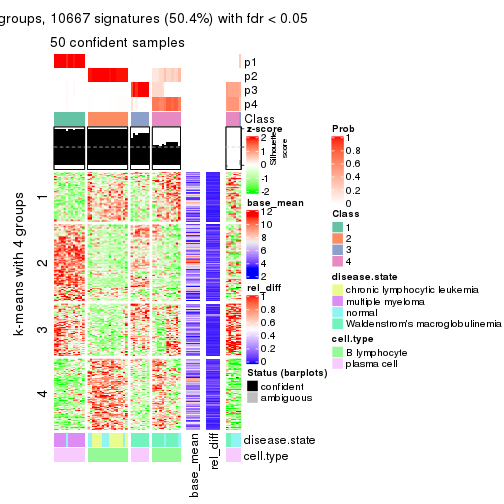 groups, 10667 signatures (50.4%) with fdr < 0.05
50 confident samples
p1
p2
p3
p4
Class
Silhouette
score
1
2
3
4
k-means with 4 groups
disease.state
cell.type
base_mean
rel_diff
z-score
2
1
0
-1
-2
base_mean
12
10
8
6
4
2
rel_diff
1
0.8
0.6
0.4
0.2
0
Status (barplots)
confident
ambiguous
Prob
1
0.8
0.6
0.4
0.2
0
Class
1
2
3
4
disease.state
chronic lymphocytic leukemia
multiple myeloma
normal
Waldenstrom's macroglobulinemia
cell.type
B lymphocyte
plasma cell